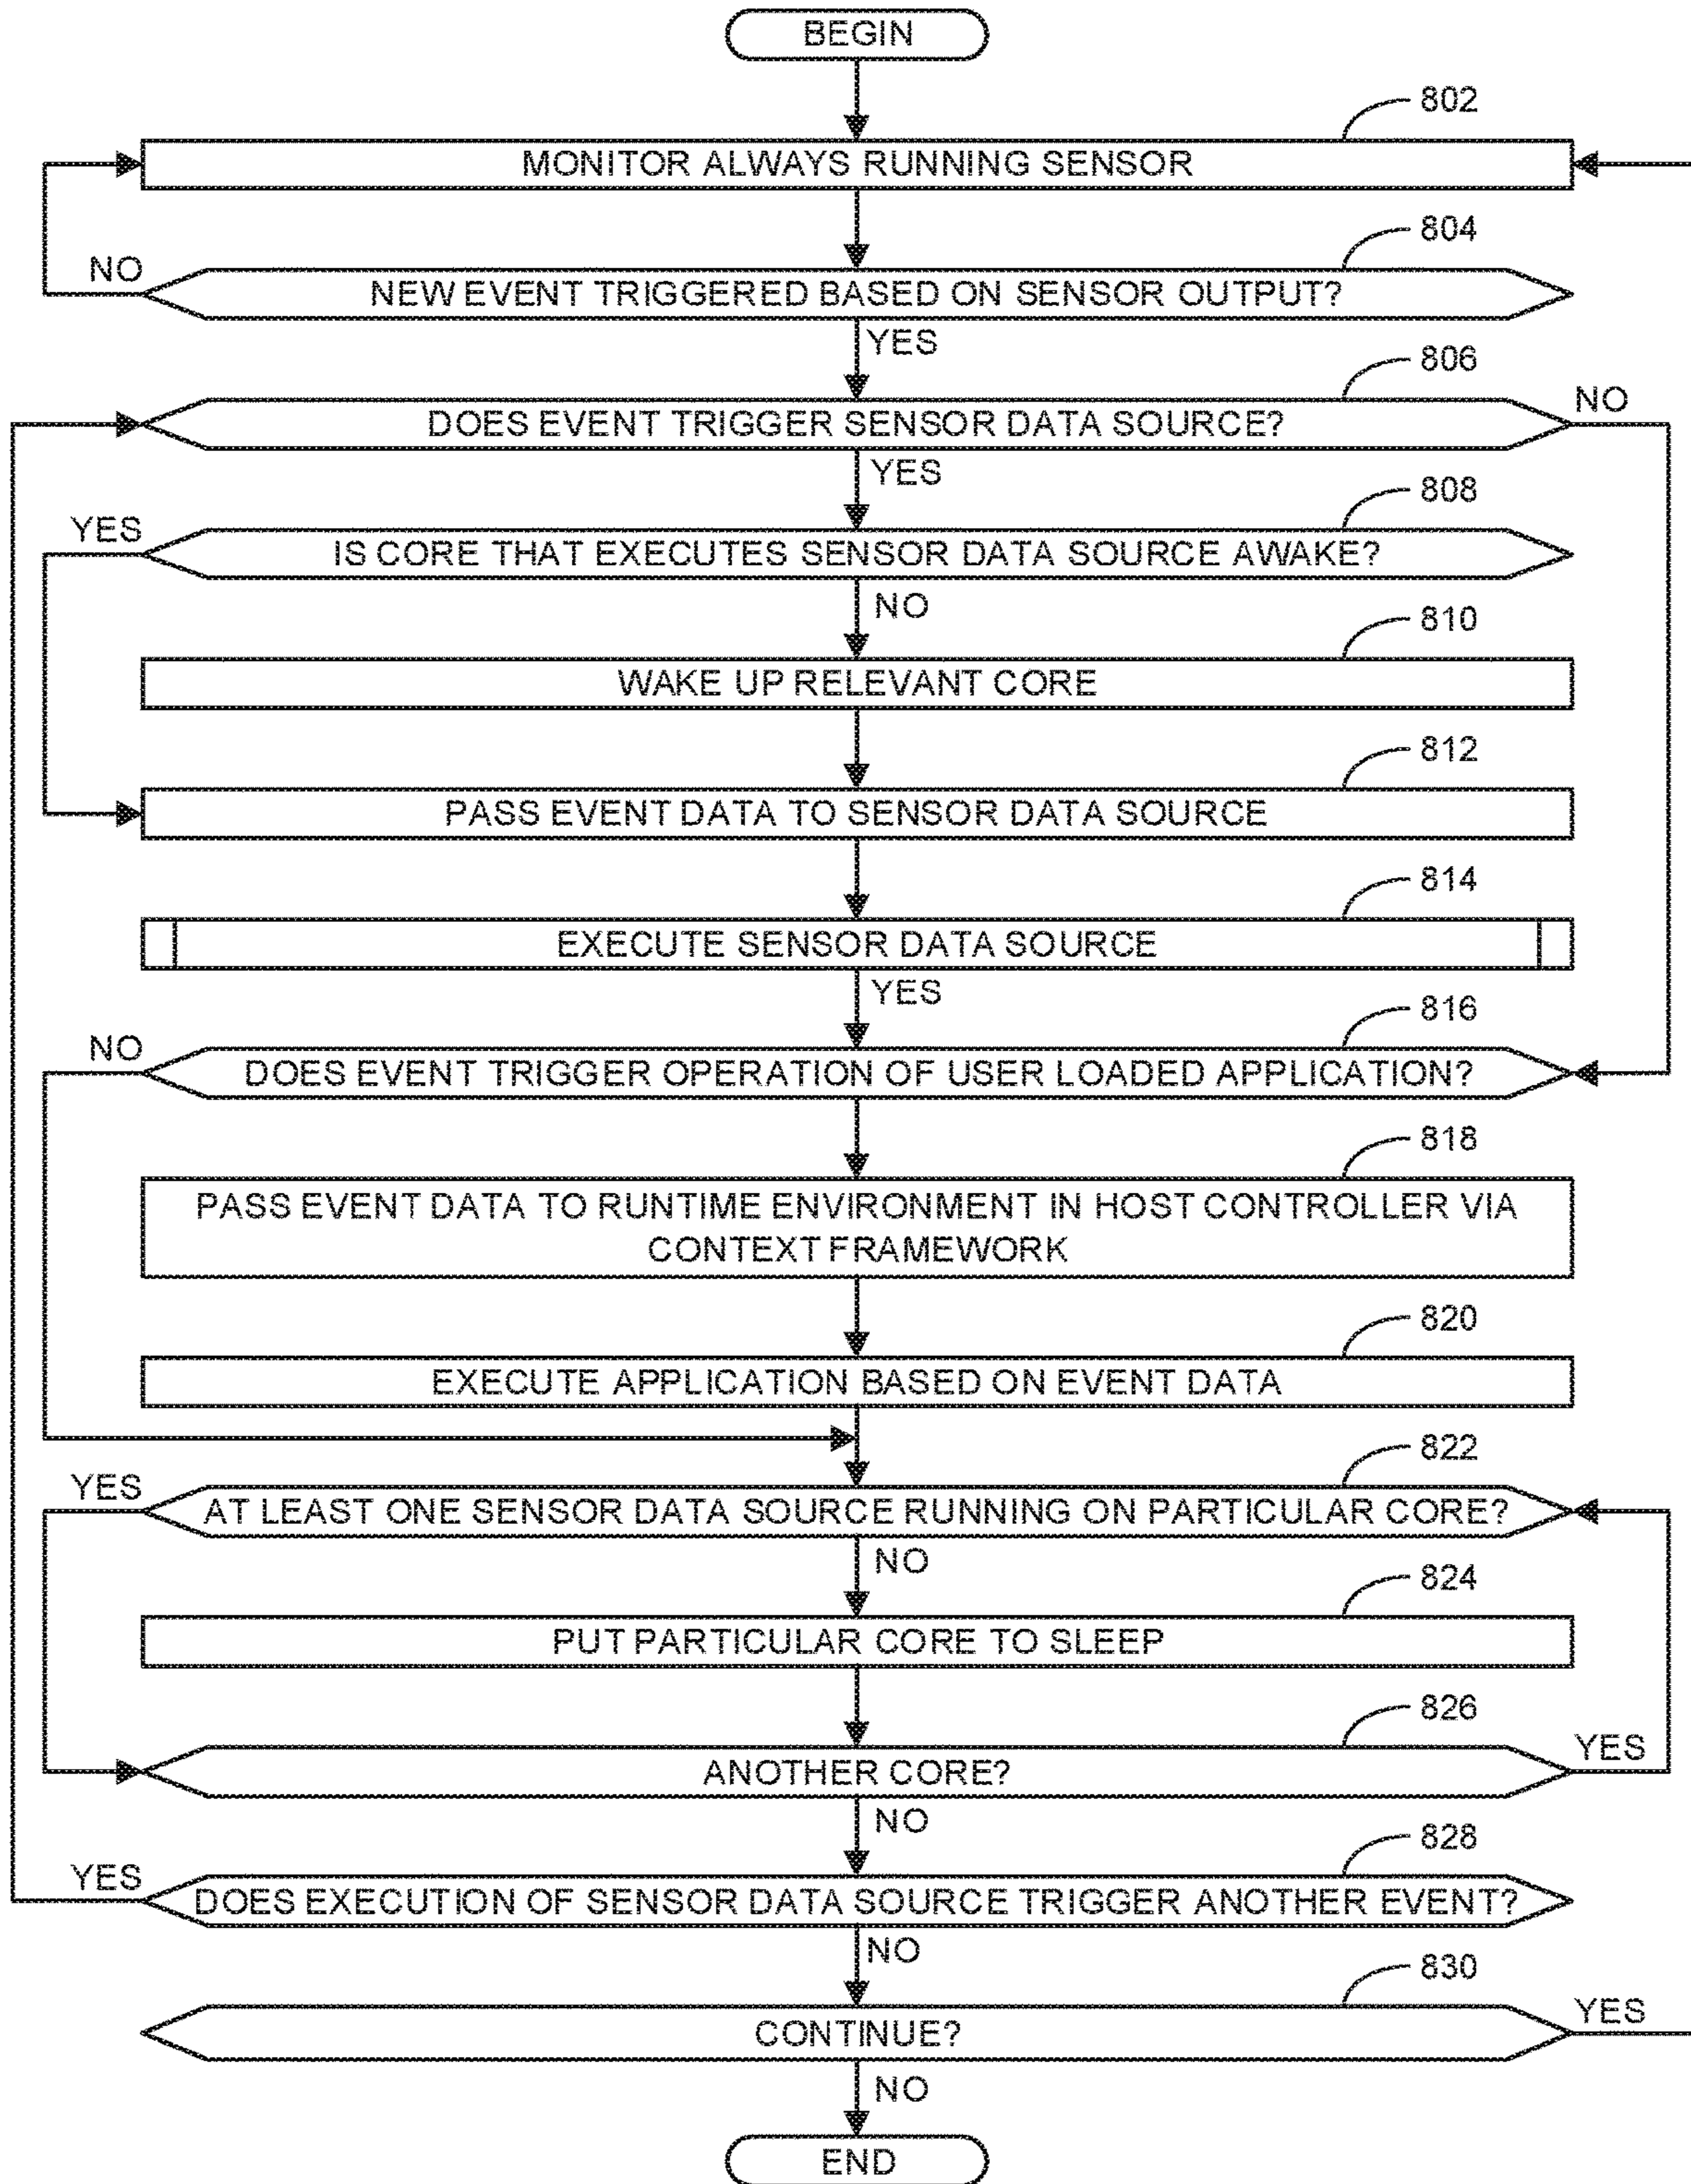 BEGIN
802
MONITOR ALWAYS RUNNING SENSOR
804
NO
NEW EVENT TRIGGERED BASED ON SENSOR OUTPUT?
YES
806
NO
DOES EVENT TRIGGER SENSOR DATA SOURCE?
YES
808
YES
IS CORE THAT EXECUTES SENSOR DATA SOURCE AWAKE?
NO
810
WAKE UP RELEVANT CORE
812
PASS EVENT DATA TO SENSOR DATA SOURCE
814
EXECUTE SENSOR DATA SOURCE
YES
816
NO
DOES EVENT TRIGGER OPERATION OF USER LOADED APPLICATION?
818
PASS EVENT DATA TO RUNTIME ENVIRONMENT IN HOST CONTROLLER VIA
CONTEXT FRAMEWORK
820
EXECUTE APPLICATION BASED ON EVENT DATA
822
YES
AT LEAST ONE SENSOR DATA SOURCE RUNNING ON PARTICULAR CORE?
NO
824
PUT PARTICULAR CORE TO SLEEP
826
YES
ANOTHER CORE?
NO
828
YES
DOES EXECUTION OF SENSOR DATA SOURCE TRIGGER ANOTHER EVENT?
NO
830
YES
CONTINUE?
NO
END